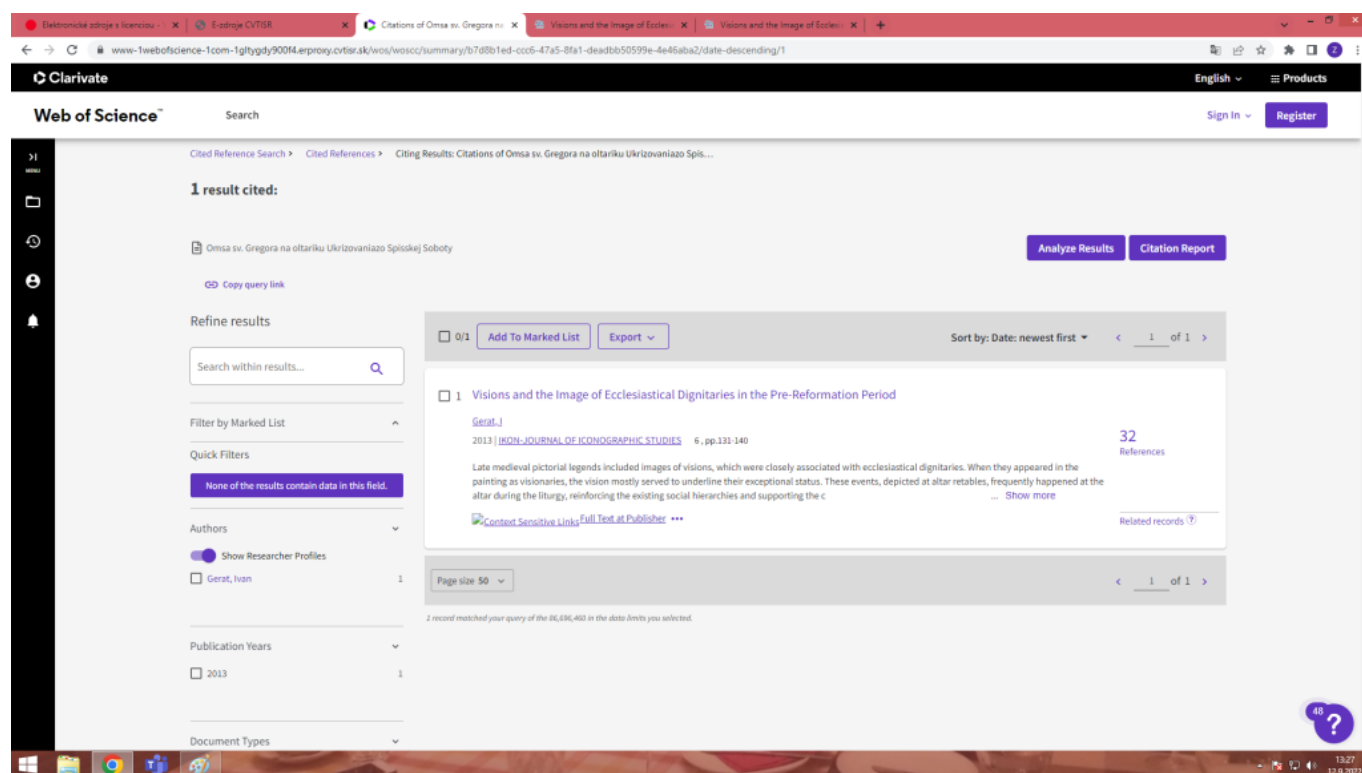 Elektronické zdroje s licenciou -
E-zdroje CVTISR
Citations of Omsa sv. Gregora na
Visions and the Image of Eccles
Visions and the Image of Eccles
www-1webofscience-1com-1gltygdy900f4.erproxy.cvtisr.sk/wos/woscc/summary/b7d8b1ed-ccc6-47a5-8fa1-deadbb50599e-4e46aba2/date-descending/1
Z
Clarivate
English
Products
Web of Science™
Search
Sign In
Register
MENU
Cited Reference Search
Cited References
Citing Results: Citations of Omsa sv. Gregora na oltariku Ukrizovaniazo Spis...
1 result cited:
Omsa sv. Gregora na oltariku Ukrizovaniazo Spisskej Soboty
Analyze Results
Citation Report
Copy query link
Refine results
0/1
Add To Marked List
Export
Sort by: Date: newest first
1 of 1
Search within results...
Filter by Marked List
Quick Filters
None of the results contain data in this field.
Authors
Show Researcher Profiles
Gerat, Ivan 1
Publication Years
2013 1
Document Types
1 Visions and the Image of Ecclesiastical Dignitaries in the Pre-Reformation Period
Gerat, I
2013 | IKON-JOURNAL OF ICONOGRAPHIC STUDIES 6 , pp.131-140
Late medieval pictorial legends included images of visions, which were closely associated with ecclesiastical dignitaries. When they appeared in the
painting as visionaries, the vision mostly served to underline their exceptional status. These events, depicted at altar retables, frequently happened at the
altar during the liturgy, reinforcing the existing social hierarchies and supporting the c ... Show more
Context Sensitive Links Full Text at Publisher •••
32
References
Related records ?
Page size 50
1 of 1
1 record matched your query of the 86,696,460 in the data limits you selected.
48
?
13:27